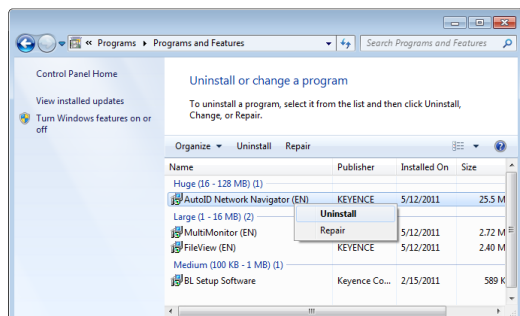 « Programs ▸ Programs and Features
Search Programs and Features
Control Panel Home
View installed updates
Turn Windows features on or
off
Uninstall or change a program
To uninstall a program, select it from the list and then click Uninstall,
Change, or Repair.
Organize Uninstall Repair
Name Publisher Installed On Size
Huge (16 - 128 MB) (1)
AutoID Network Navigator (EN) KEYENCE 5/12/2011 25.5 M
Uninstall
Repair
Large (1 - 16 MB) (2)
MultiMonitor (EN) 5/12/2011 2.72 M
FileView (EN) KEYENCE 5/12/2011 2.40 M
Medium (100 KB - 1 MB) (1)
BL Setup Software Keyence Co... 2/15/2011 589 K